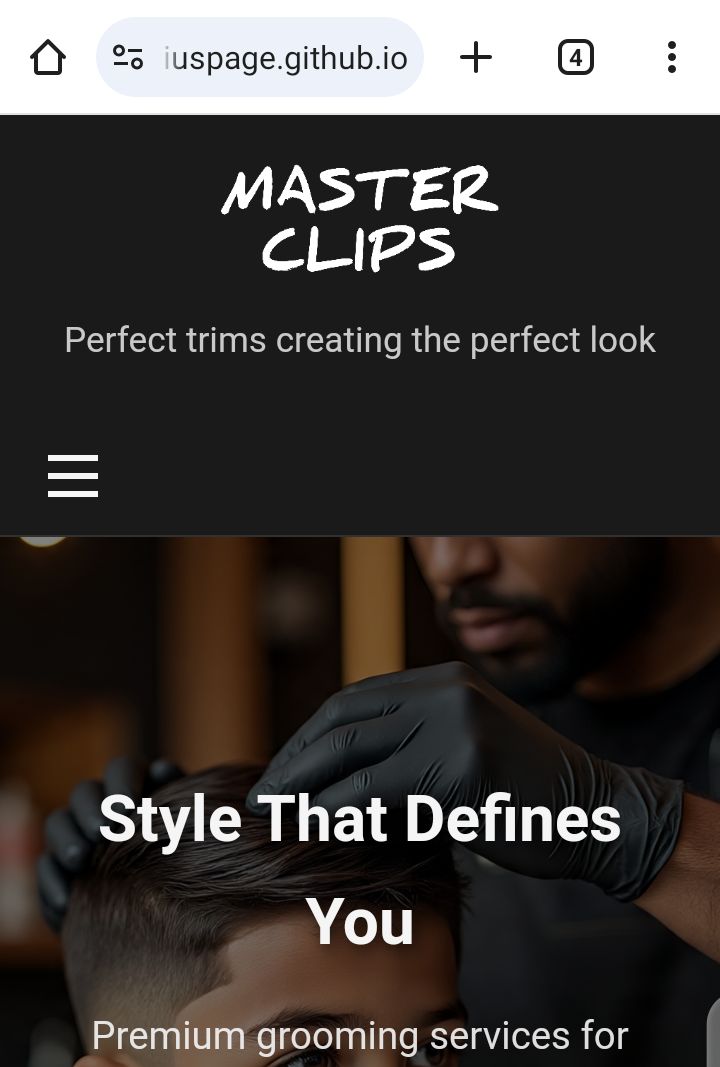 iuspage.github.io
4
MASTER
CLIPS
Perfect trims creating the perfect look
Style That Defines
You
Premium grooming services for